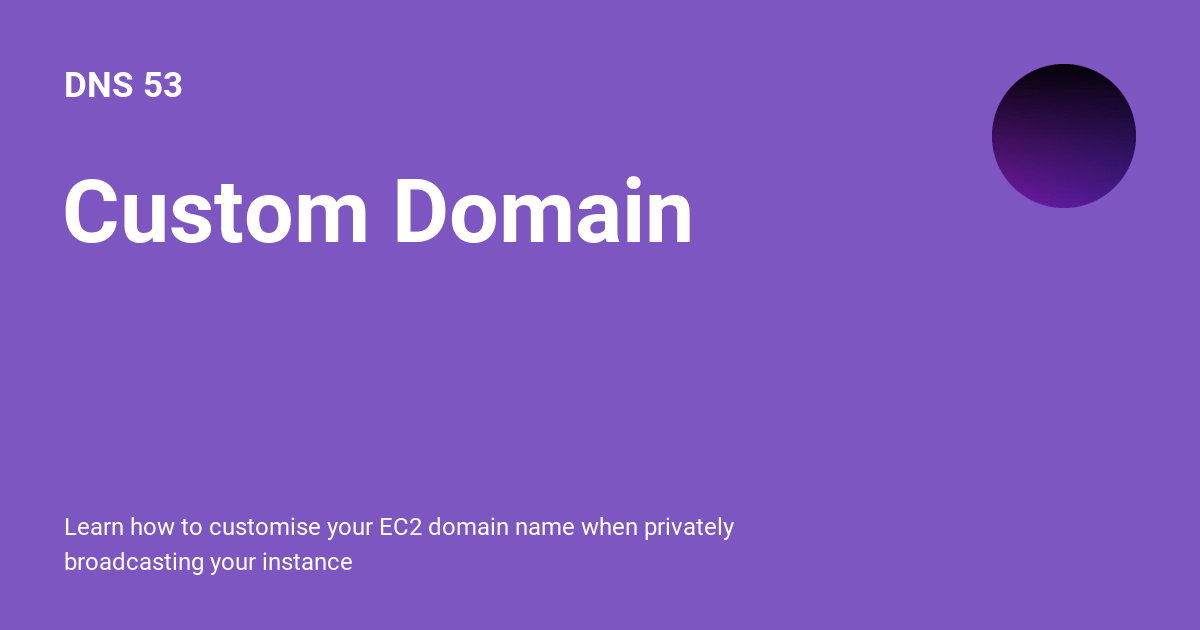 DNS 53
Custom Domain
Learn how to customise your EC2 domain name when privately
broadcasting your instance